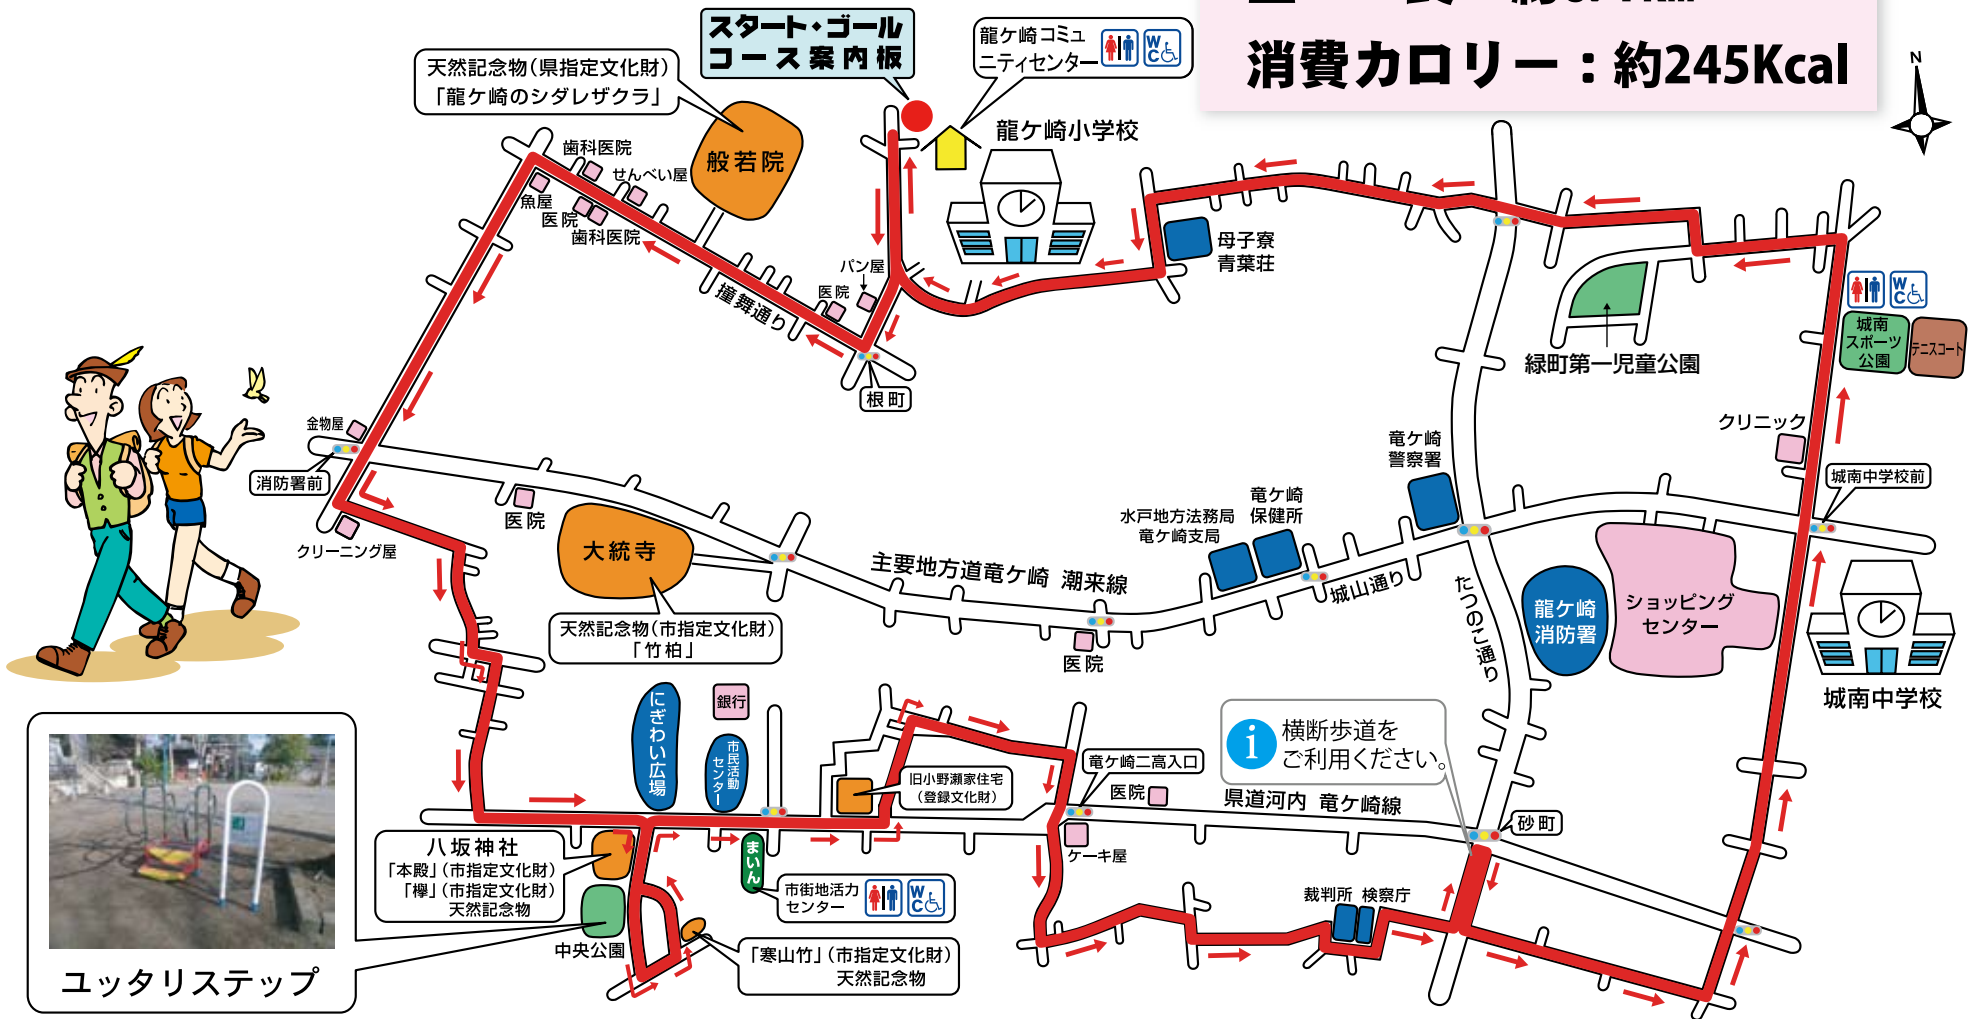 消費カロリー：約245Kcal
スタート・ゴール
コース案内板
龍ケ崎コミュ
ニティセンター
WC
天然記念物（県指定文化財）
「龍ケ崎のシダレザクラ」
般若院
龍ケ崎小学校
N
歯科医院
せんべい屋
魚屋
医院
歯科医院
撞舞通り
パン屋
医院
根町
母子寮
青葉荘
緑町第一児童公園
WC
城南
スポーツ
公園
テニスコート
クリニック
城南中学校前
金物屋
消防署前
クリーニング屋
医院
大統寺
天然記念物（市指定文化財）
「竹柏」
主要地方道竜ケ崎 潮来線
水戸地方法務局
竜ケ崎支局
竜ケ崎
保健所
竜ケ崎
警察署
城山通り
たつのこ通り
龍ケ崎
消防署
ショッピング
センター
城南中学校
医院
にぎわい広場
銀行
市民活動
センター
旧小野瀬家住宅
（登録文化財）
竜ケ崎二高入口
医院
県道河内 竜ケ崎線
i
横断歩道を
ご利用ください。
砂町
ケーキ屋
八坂神社
「本殿」（市指定文化財）
「欅」（市指定文化財）
天然記念物
まいん
市街地活力
センター
WC
中央公園
「寒山竹」（市指定文化財）
天然記念物
裁判所
検察庁
ユッタリステップ